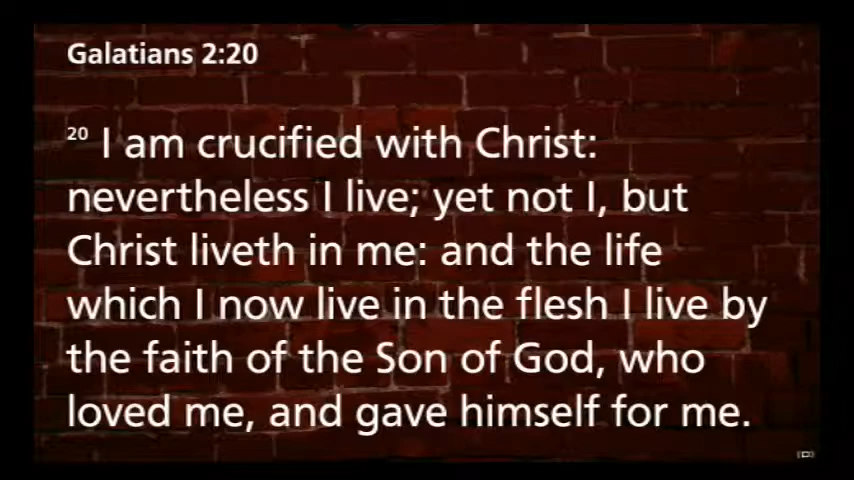 Galatians 2:20
20 I am crucified with Christ:
nevertheless I live; yet not I, but
Christ liveth in me: and the life
which I now live in the flesh I live by
the faith of the Son of God, who
loved me, and gave himself for me.